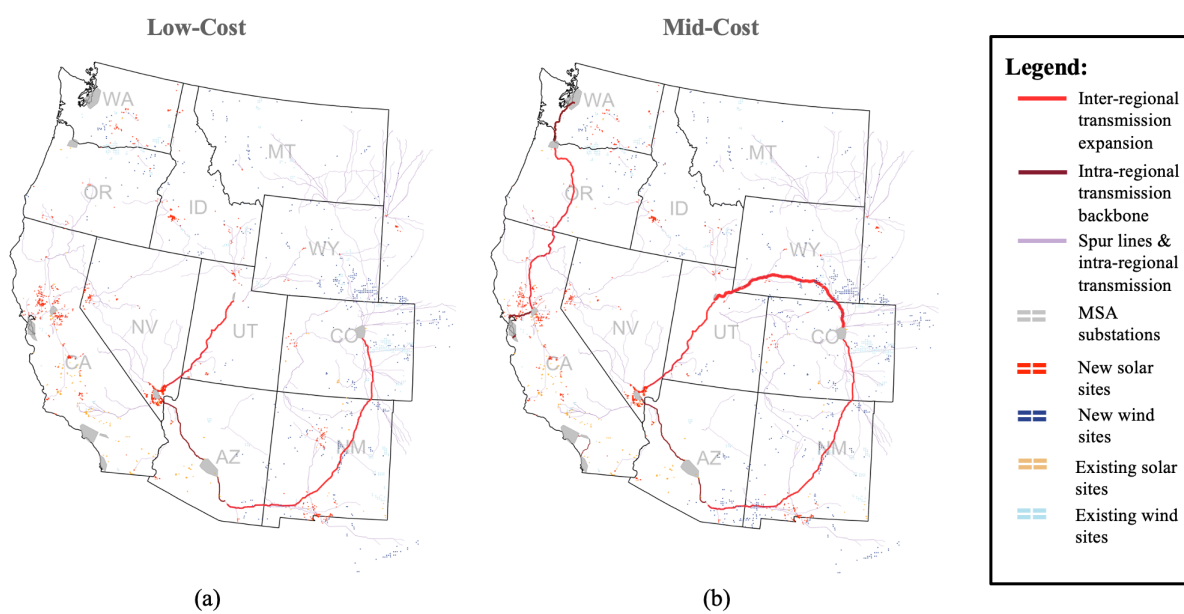 Low-Cost
Mid-Cost
WA
MT
OR
ID
WY
NV
UT
CO
CA
AZ
NM
(a)
WA
MT
OR
ID
WY
NV
UT
CO
CA
AZ
NM
(b)
Legend:
Inter-regional
transmission
expansion
Intra-regional
transmission
backbone
Spur lines &
intra-regional
transmission
MSA
substations
New solar
sites
New wind
sites
Existing solar
sites
Existing wind
sites